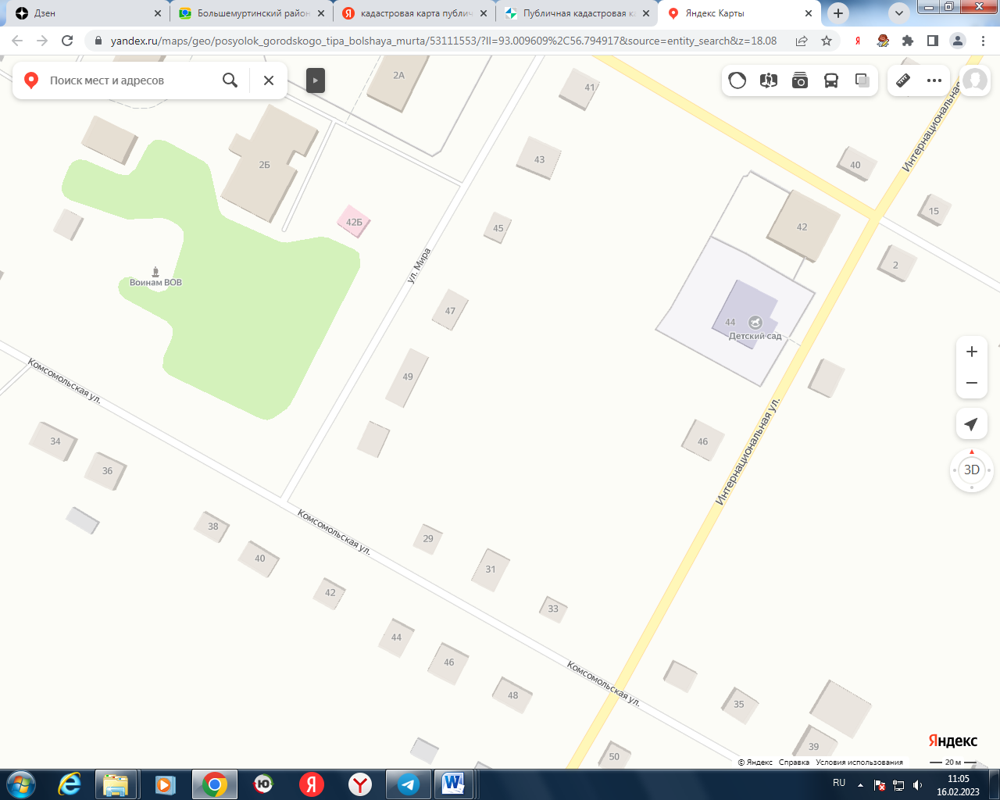 Дзен
Большемуртинский район
кадастровая карта публич
Публичная кадастровая ка
Яндекс Карты
yandex.ru/maps/geo/posyolok_gorodskogo_tipa_bolshaya_murta/53111553/?ll=93.009609%2C56.794917&source=entity_search&z=18.08
Поиск мест и адресов
2А
41
Интернациональная
43
2Б
40
15
42Б
45
42
2
ул. Мира
Воинам ВОВ
47
44
Детский сад
49
Комсомольская ул.
Интернациональная ул.
34
46
36
3D
38
Комсомольская ул.
29
40
31
42
33
44
46
Комсомольская ул.
48
35
39
50
Яндекс
© Яндекс Справка Условия использования
20 м
RU
11:05
16.02.2023